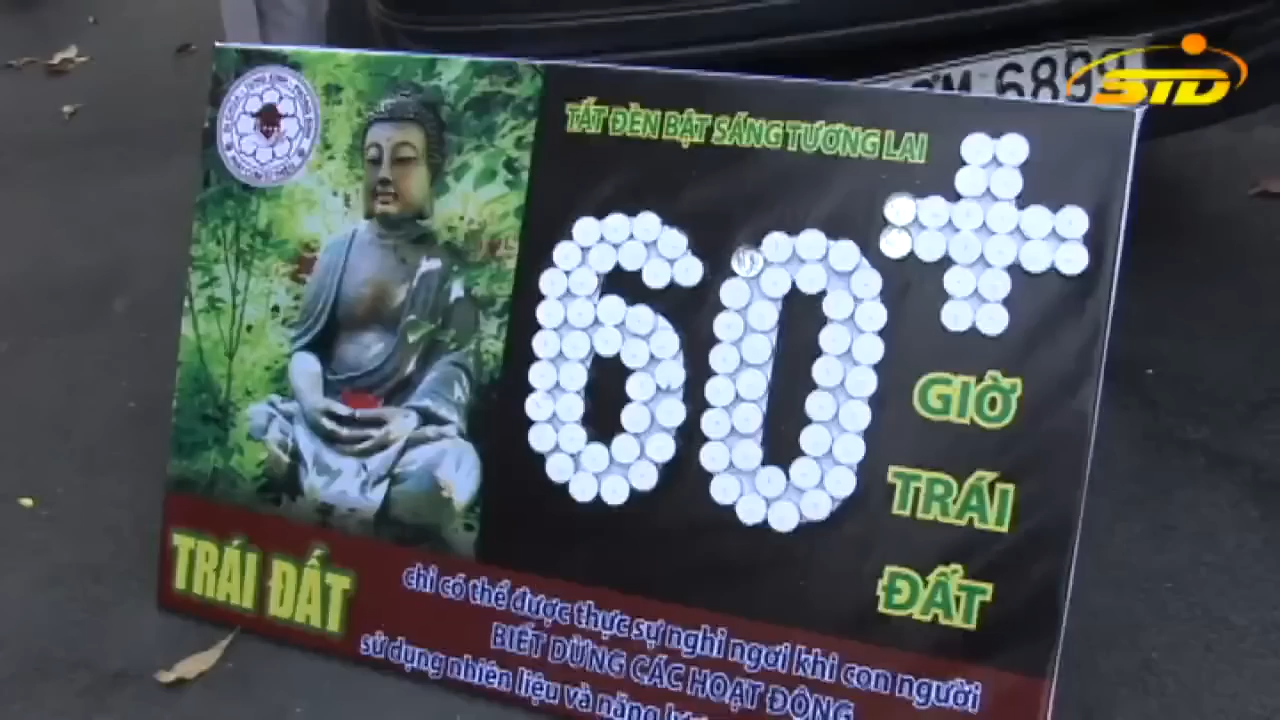 STD
6899
TẮT ĐÈN BẬT SÁNG TƯƠNG LAI
60+
GIỜ
TRÁI
ĐẤT
TRÁI ĐẤT
chỉ có thể được thực sự nghỉ ngơi khi con người
BIẾT DỪNG CÁC HOẠT ĐỘNG
sử dụng nhiên liệu và năng